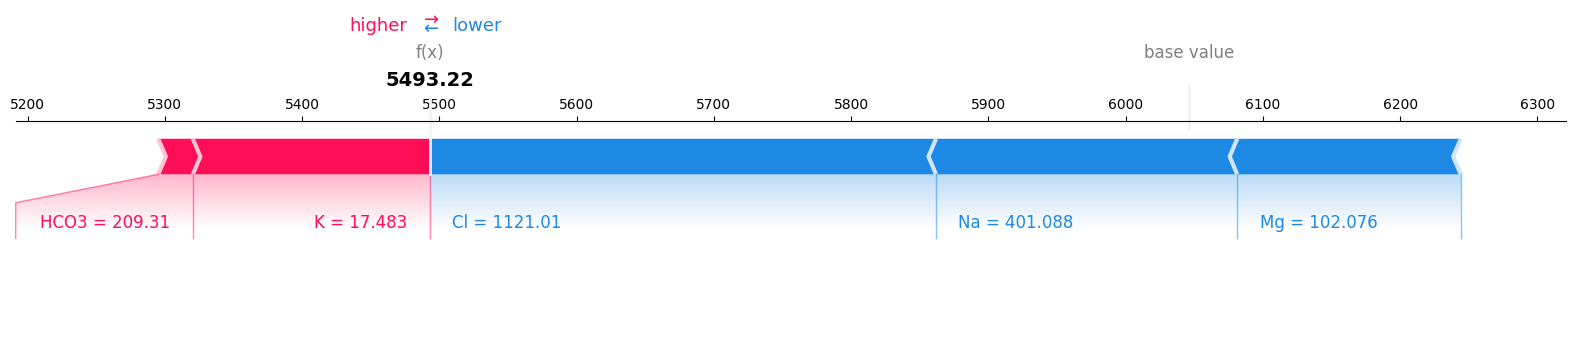 higher ⇄ lower
f(x)
base value
5493.22
5200 5300 5400 5500 5600 5700 5800 5900 6000 6100 6200 6300
HCO3 = 209.31 K = 17.483 Cl = 1121.01 Na = 401.088 Mg = 102.076